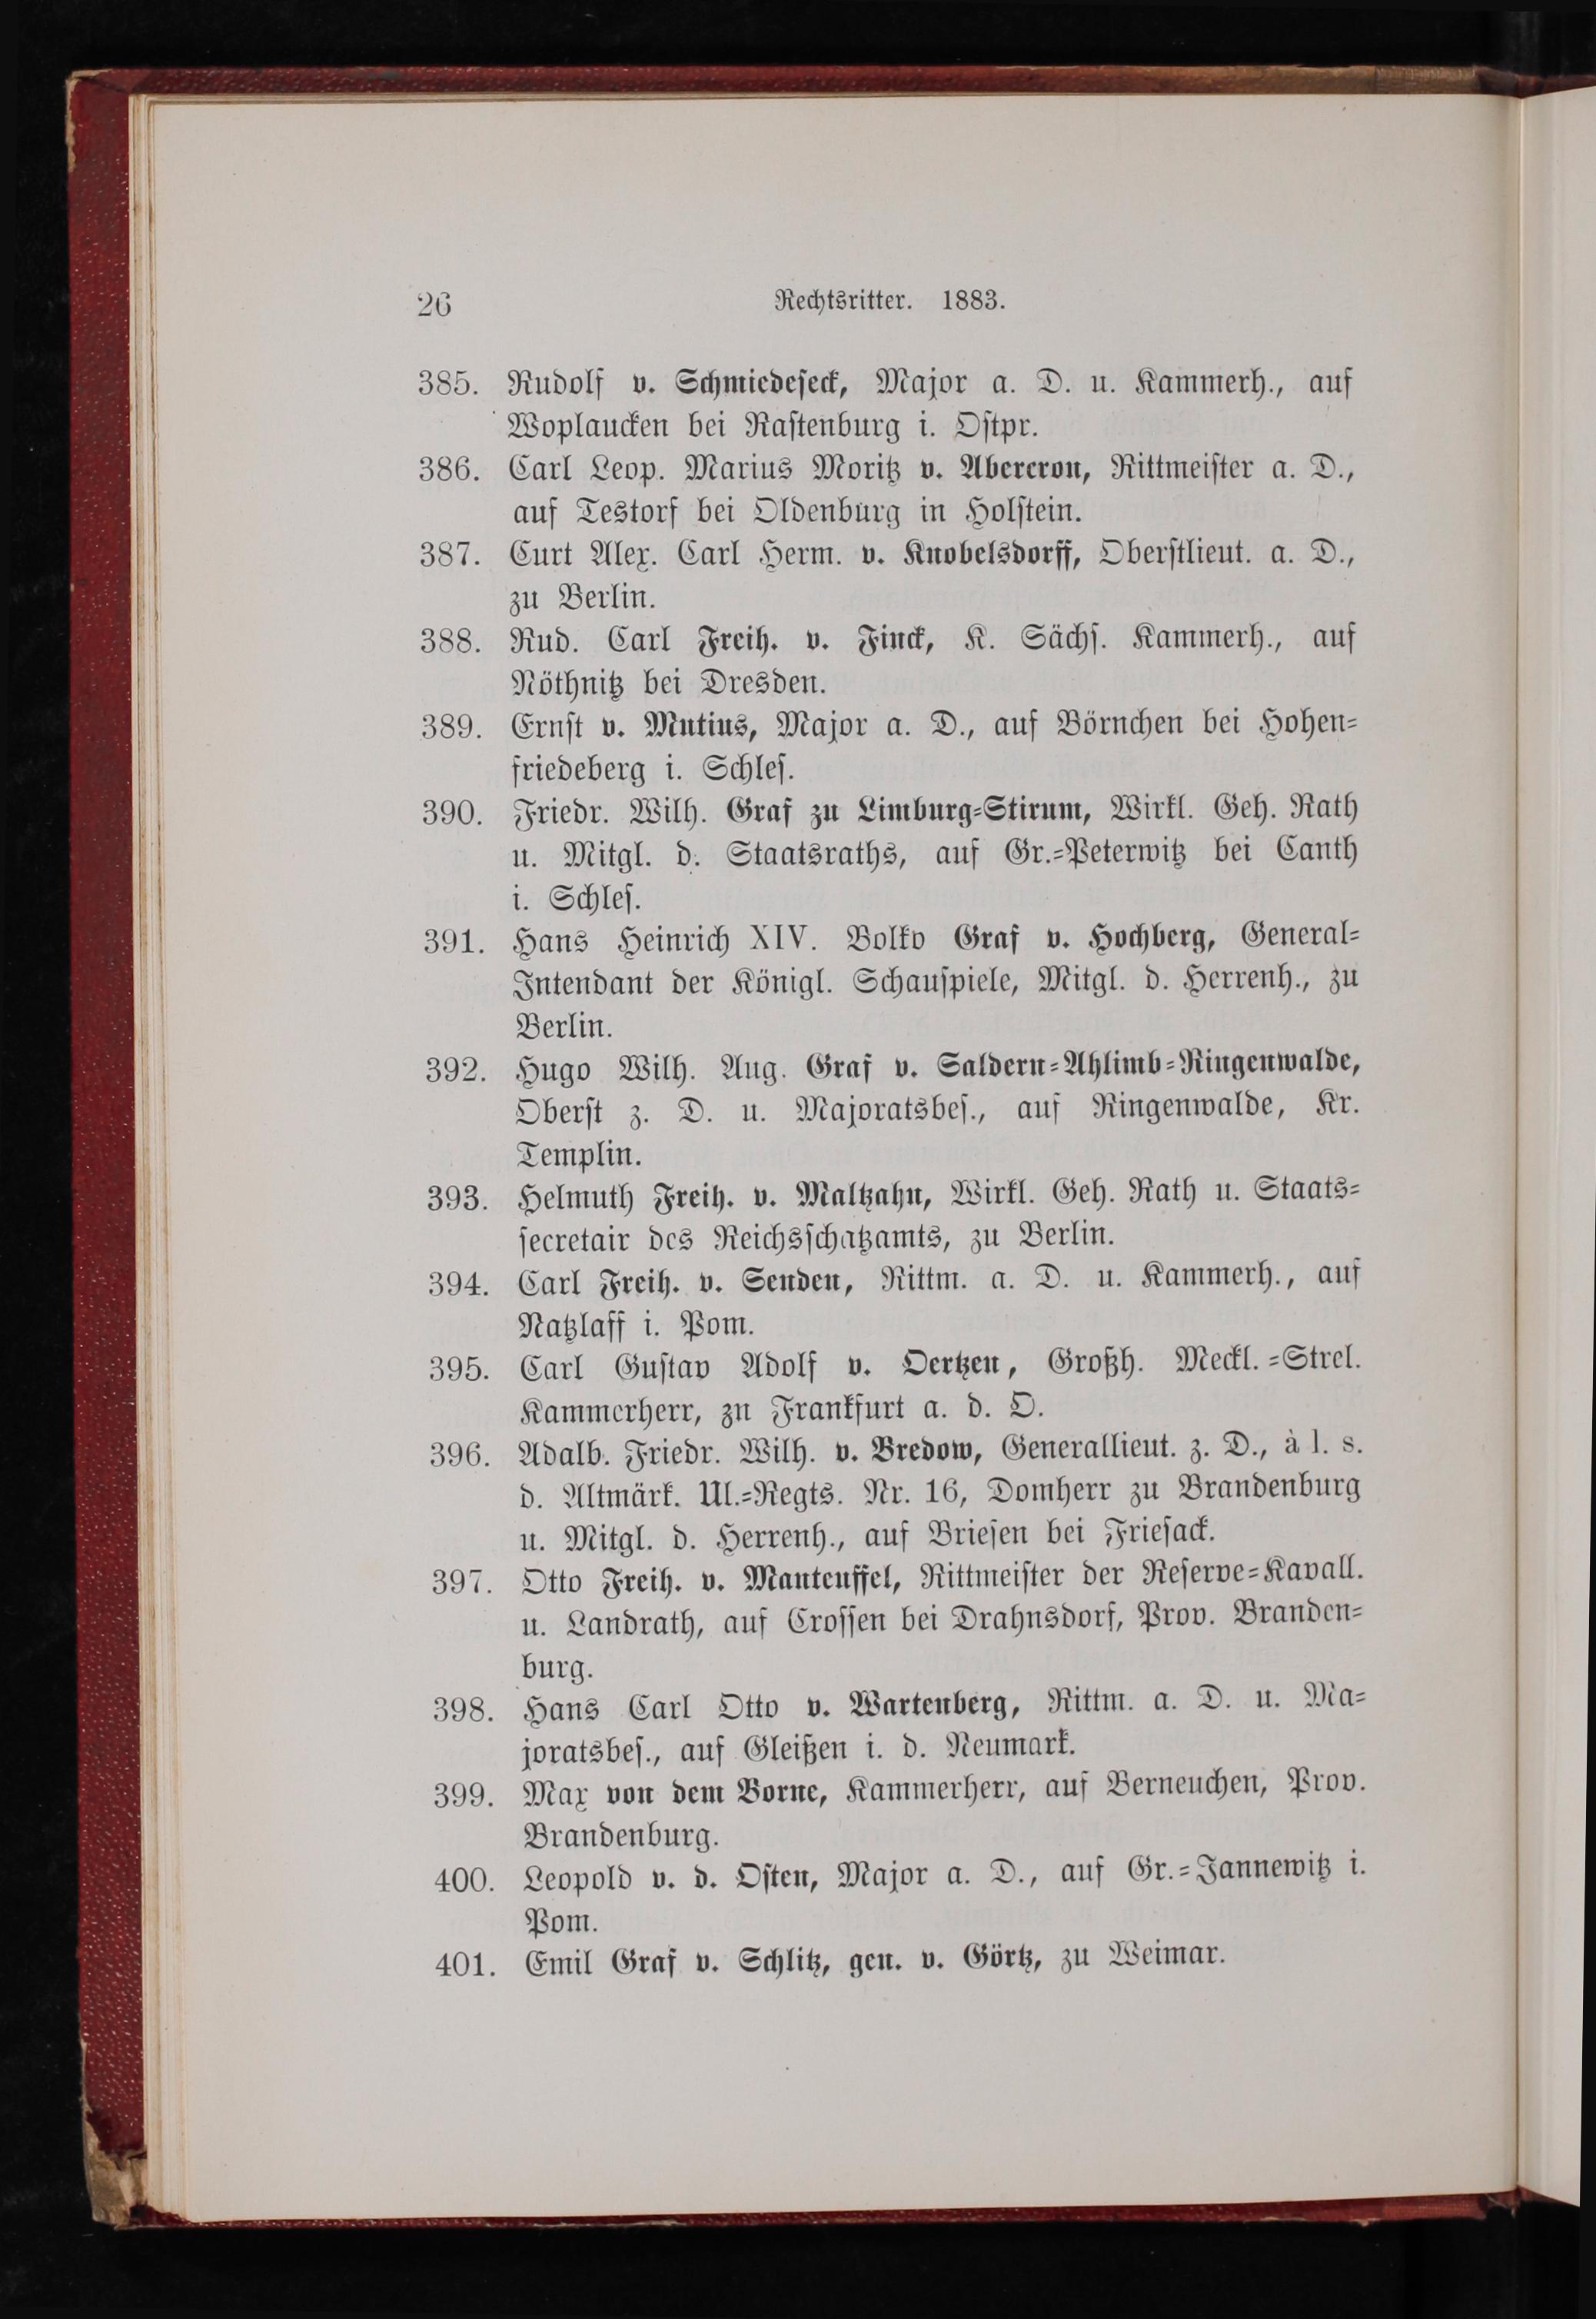 26 Rechtsritter. 1883.
385. Rudolf v. Schmiedeseck, Major a. D. u. Kammerh., auf
Woplaucken bei Rastenburg i. Ostpr.
386. Carl Leop. Marius Moritz v. Abercron, Rittmeister a. D.,
auf Testorf bei Oldenburg in Holstein.
387. Curt Alex. Carl Herm. v. Knobelsdorff, Oberstlieut. a. D.,
zu Berlin.
388. Rud. Carl Freih. v. Finck, K. Sächs. Kammerh., auf
Nöthnitz bei Dresden.
389. Ernst v. Mutius, Major a. D., auf Börnchen bei Hohen-
friedeberg i. Schles.
390. Friedr. Wilh. Graf zu Limburg-Stirum, Wirkl. Geh. Rath
u. Mitgl. d. Staatsraths, auf Gr.-Peterwitz bei Canth
i. Schles.
391. Hans Heinrich XIV. Bolko Graf v. Hochberg, General-
Intendant der Königl. Schauspiele, Mitgl. d. Herrenh., zu
Berlin.
392. Hugo Wilh. Aug. Graf v. Saldern-Ahlimb-Ringenwalde,
Oberst z. D. u. Majoratsbes., auf Ringenwalde, Kr.
Templin.
393. Helmuth Freih. v. Maltzahn, Wirkl. Geh. Rath u. Staats-
secretair des Reichsschatzamts, zu Berlin.
394. Carl Freih. v. Senden, Rittm. a. D. u. Kammerh., auf
Natzlaff i. Pom.
395. Carl Gustav Adolf v. Oertzen, Großh. Meckl.-Strel.
Kammerherr, zu Frankfurt a. d. O.
396. Adalb. Friedr. Wilh. v. Bredow, Generallieut. z. D., à l. s.
d. Altmärk. Ul.-Regts. Nr. 16, Domherr zu Brandenburg
u. Mitgl. d. Herrenh., auf Briesen bei Friesack.
397. Otto Freih. v. Manteuffel, Rittmeister der Reserve-Kavall.
u. Landrath, auf Crossen bei Drahnsdorf, Prov. Branden-
burg.
398. Hans Carl Otto v. Wartenberg, Rittm. a. D. u. Ma-
joratsbes., auf Gleißen i. d. Neumark.
399. Max von dem Borne, Kammerherr, auf Berneuchen, Prov.
Brandenburg.
400. Leopold v. d. Osten, Major a. D., auf Gr.-Jannewitz i.
Pom.
401. Emil Graf v. Schlitz, gen. v. Görtz, zu Weimar.